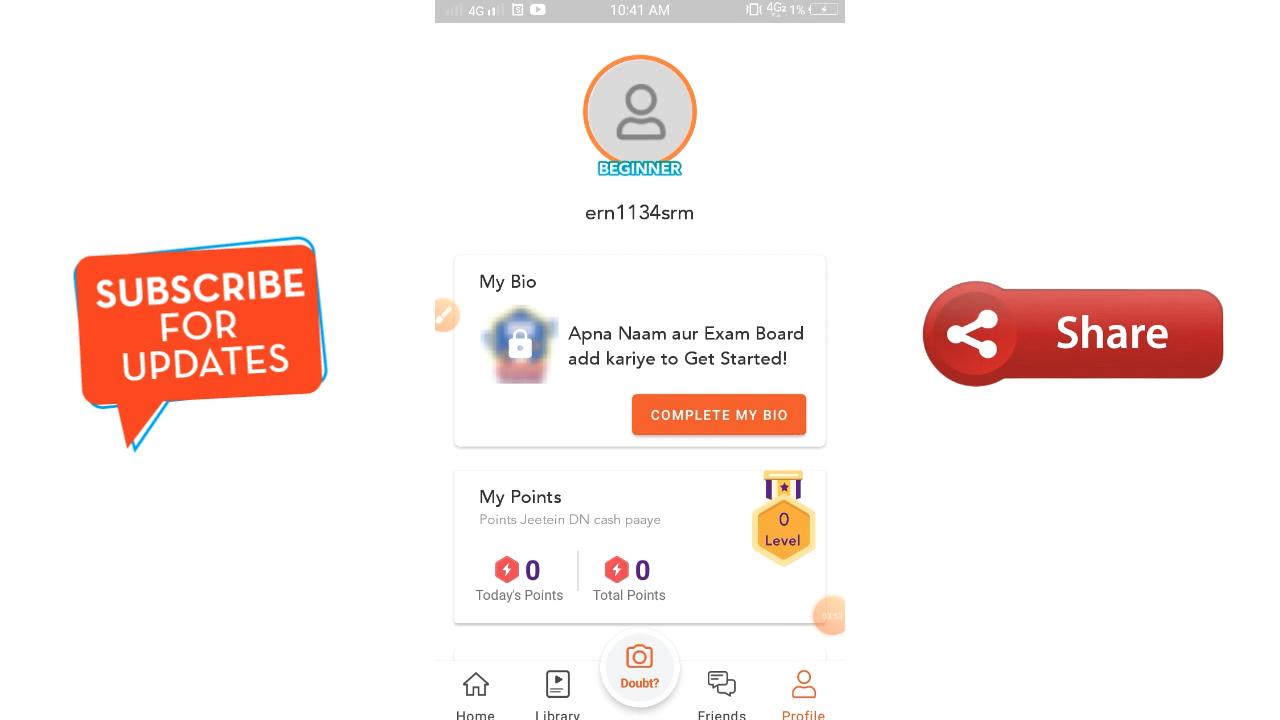 4G 10:41 AM 4G 1%
BEGINNER
ern1134srm
SUBSCRIBE
FOR
UPDATES
My Bio
Apna Naam aur Exam Board
add kariye to Get Started!
COMPLETE MY BIO
Share
My Points
Points Jeetein DN cash paaye
0
Level
0 0
Today's Points Total Points
Doubt?
Home Library Friends Profile